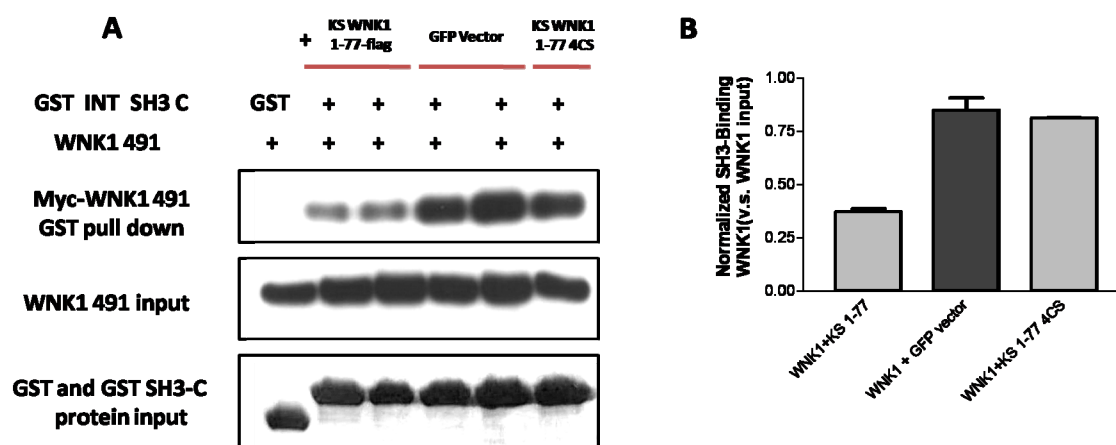 A
+
KS WNK1
1-77-flag
GFP Vector
KS WNK1
1-77 4CS
GST INT SH3 C
GST + + + + +
WNK1 491
+ + + + + +
Myc-WNK1 491
GST pull down
WNK1 491 input
GST and GST SH3-C
protein input
B
Normalized SH3-Binding
WNK1(v.s. WNK1 input)
1.00
0.75
0.50
0.25
0.00
WNK1+KS 1-77
WNK1 + GFP vector
WNK1+KS 1-77 4CS